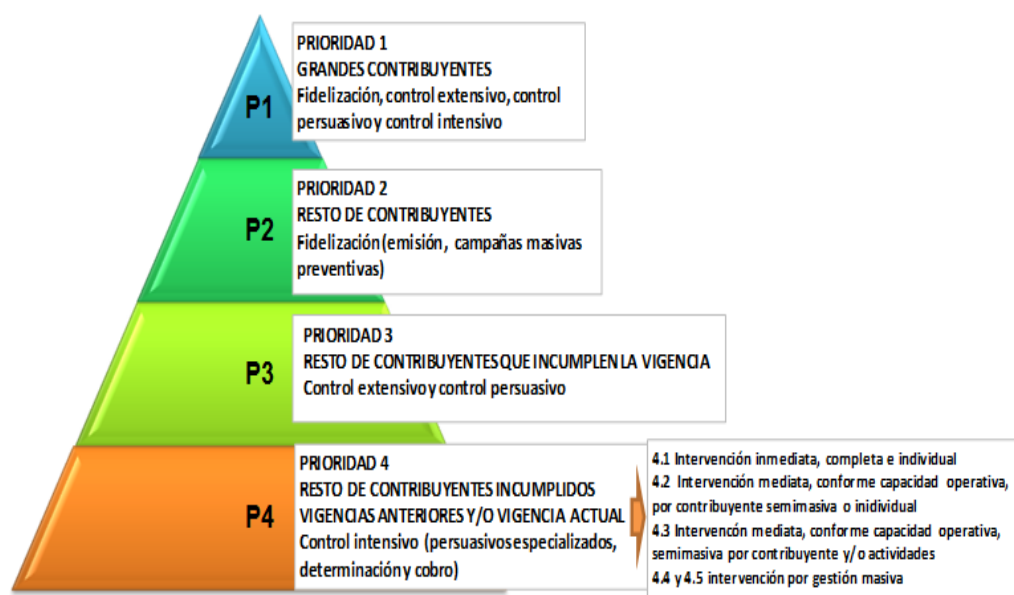 P1
PRIORIDAD 1
GRANDES CONTRIBUYENTES
Fidelización, control extensivo, control
persuasivo y control intensivo
P2
PRIORIDAD 2
RESTO DE CONTRIBUYENTES
Fidelización (emisión, campañas masivas
preventivas)
P3
PRIORIDAD 3
RESTO DE CONTRIBUYENTES QUE INCUMPLEN LA VIGENCIA
Control extensivo y control persuasivo
P4
PRIORIDAD 4
RESTO DE CONTRIBUYENTES INCUMPLIDOS
VIGENCIAS ANTERIORES Y/O VIGENCIA ACTUAL
Control intensivo (persuasivos especializados,
determinación y cobro)
4.1 Intervención inmediata, completa e individual
4.2 Intervención mediata, conforme capacidad operativa,
por contribuyente semimasiva o inidividual
4.3 Intervencón mediata, conforme capacidad operativa,
semimasiva por contribuyente y/o actividades
4.4 y 4.5 intervención por gestión masiva